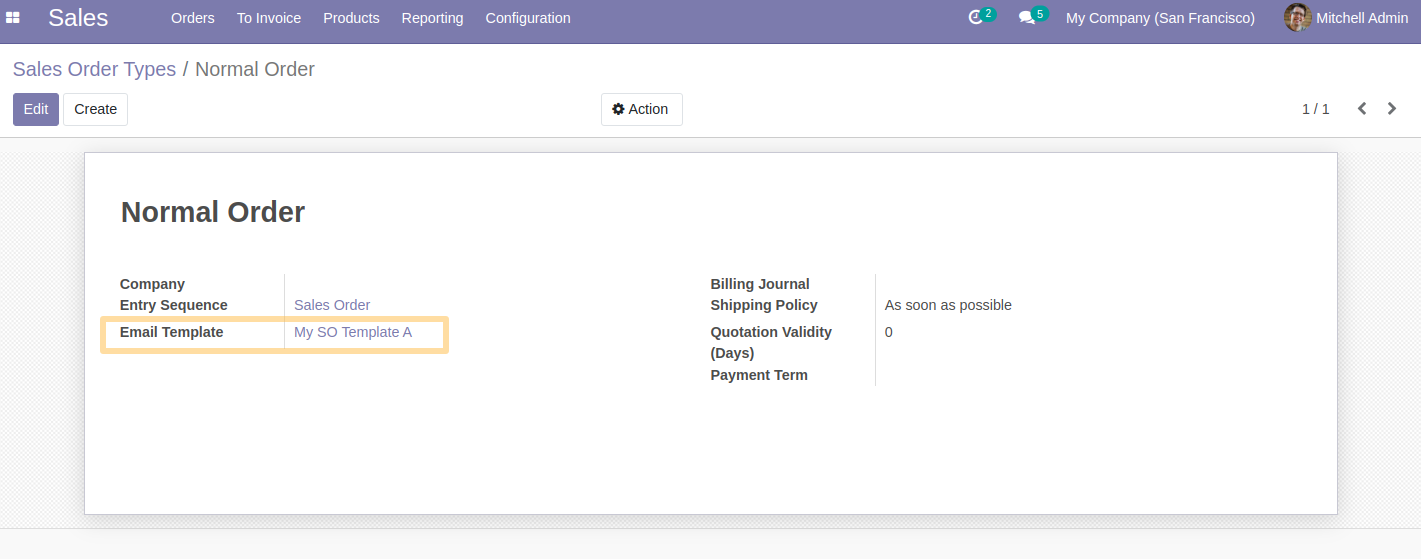 Sales Orders To Invoice Products Reporting Configuration 2 5 My Company (San Francisco) Mitchell Admin
Sales Order Types / Normal Order
Edit Create Action 1 / 1
Normal Order
Company
Entry Sequence Sales Order
Email Template My SO Template A
Billing Journal
Shipping Policy As soon as possible
Quotation Validity 0
(Days)
Payment Term